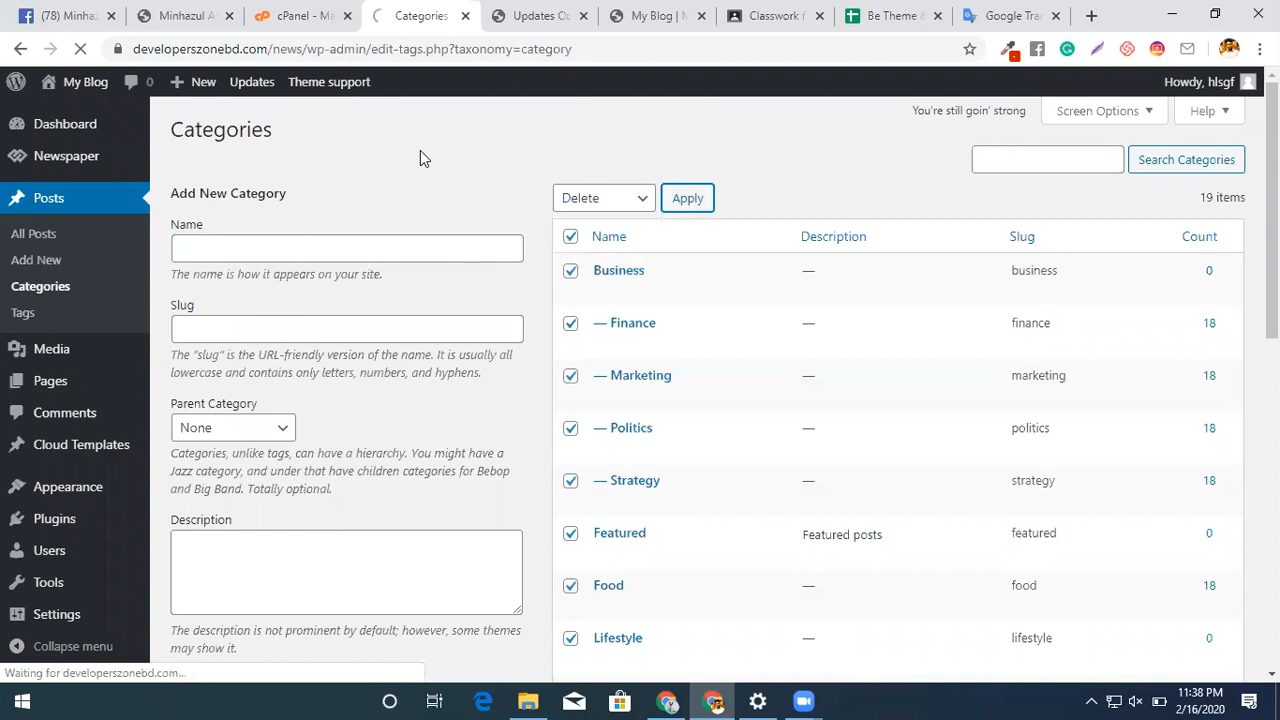 (78) Minhaz
Minhazul As
cPanel - Ma
Categories
Updates Ou
My Blog | M
Classwork f
Be Theme &
Google Tra
developerszonebd.com/news/wp-admin/edit-tags.php?taxonomy=category
My Blog
0
New
Updates
Theme support
Howdy, hlsgf
Dashboard
Newspaper
Posts
All Posts
Add New
Categories
Tags
Media
Pages
Comments
Cloud Templates
Appearance
Plugins
Users
Tools
Settings
Collapse menu
You're still goin' strong
Screen Options
Help
Categories
Search Categories
Add New Category
Name
The name is how it appears on your site.
Slug
The "slug" is the URL-friendly version of the name. It is usually all
lowercase and contains only letters, numbers, and hyphens.
Parent Category
None
Categories, unlike tags, can have a hierarchy. You might have a
Jazz category, and under that have children categories for Bebop
and Big Band. Totally optional.
Description
The description is not prominent by default; however, some themes
may show it.
Delete
Apply
19 items
Name Description Slug Count
Business — business 0
— Finance — finance 18
— Marketing — marketing 18
— Politics — politics 18
— Strategy — strategy 18
Featured Featured posts featured 0
Food — food 18
Lifestyle — lifestyle 0
Waiting for developerszonebd.com...
11:38 PM
2/16/2020